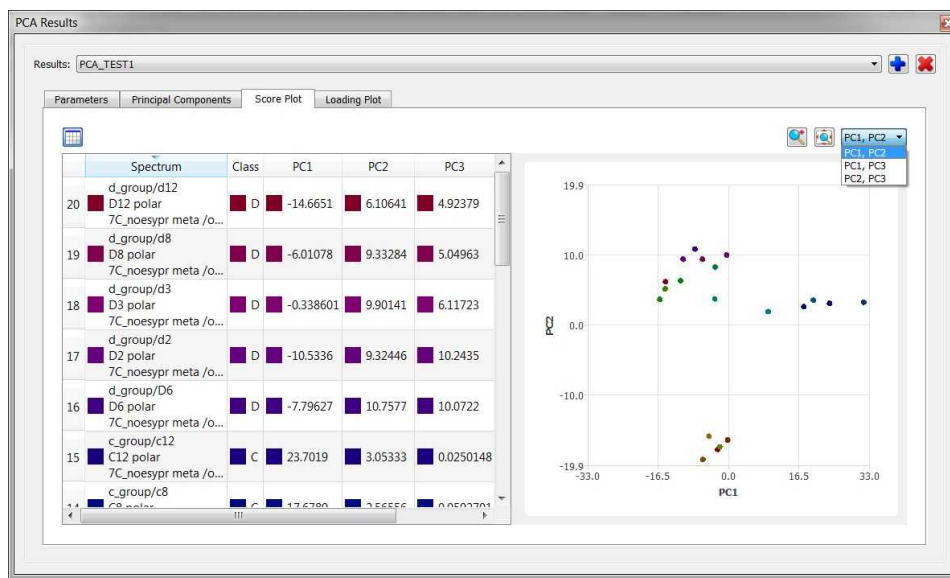 PCA Results
Results: PCA_TEST1
Parameters Principal Components Score Plot Loading Plot
PC1, PC2
PC1, PC2
PC1, PC3
PC2, PC3
Spectrum Class PC1 PC2 PC3
d_group/d12
20 D12 polar D -14.6651 6.10641 4.92379
7C_noesypr meta /o...
d_group/d8
19 D8 polar D -6.01078 9.33284 5.04963
7C_noesypr meta /o...
d_group/d3
18 D3 polar D -0.338601 9.90141 6.11723
7C_noesypr meta /o...
d_group/d2
17 D2 polar D -10.5336 9.32446 10.2435
7C_noesypr meta /o...
d_group/D6
16 D6 polar D -7.79627 10.7577 10.0722
7C_noesypr meta /o...
c_group/c12
15 C12 polar C 23.7019 3.05333 0.0250148
7C_noesypr meta /o...
c_group/c8
C8 polar C
19.9
10.0
0.0
-10.0
-19.9
PC2
-33.0 -16.5 0.0 16.5 33.0
PC1